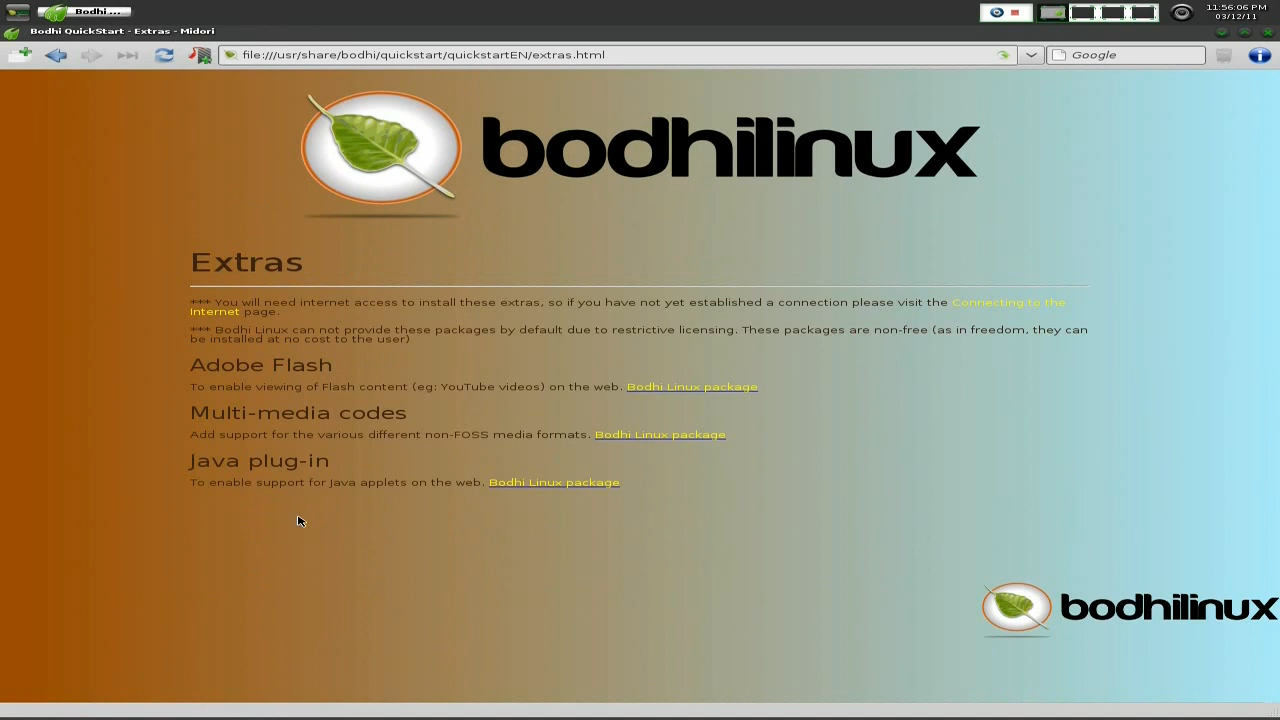 Bodhi ...
11:56:06 PM
03/12/11
Bodhi QuickStart - Extras - Midori
file:///usr/share/bodhi/quickstart/quickstartEN/extras.html
Google
bodhilinux
Extras
*** You will need internet access to install these extras, so if you have not yet established a connection please visit the Connecting to the
Internet page.
*** Bodhi Linux can not provide these packages by default due to restrictive licensing. These packages are non-free (as in freedom, they can
be installed at no cost to the user)
Adobe Flash
To enable viewing of Flash content (eg: YouTube videos) on the web. Bodhi Linux package
Multi-media codes
Add support for the various different non-FOSS media formats. Bodhi Linux package
Java plug-in
To enable support for Java applets on the web. Bodhi Linux package
bodhilinux